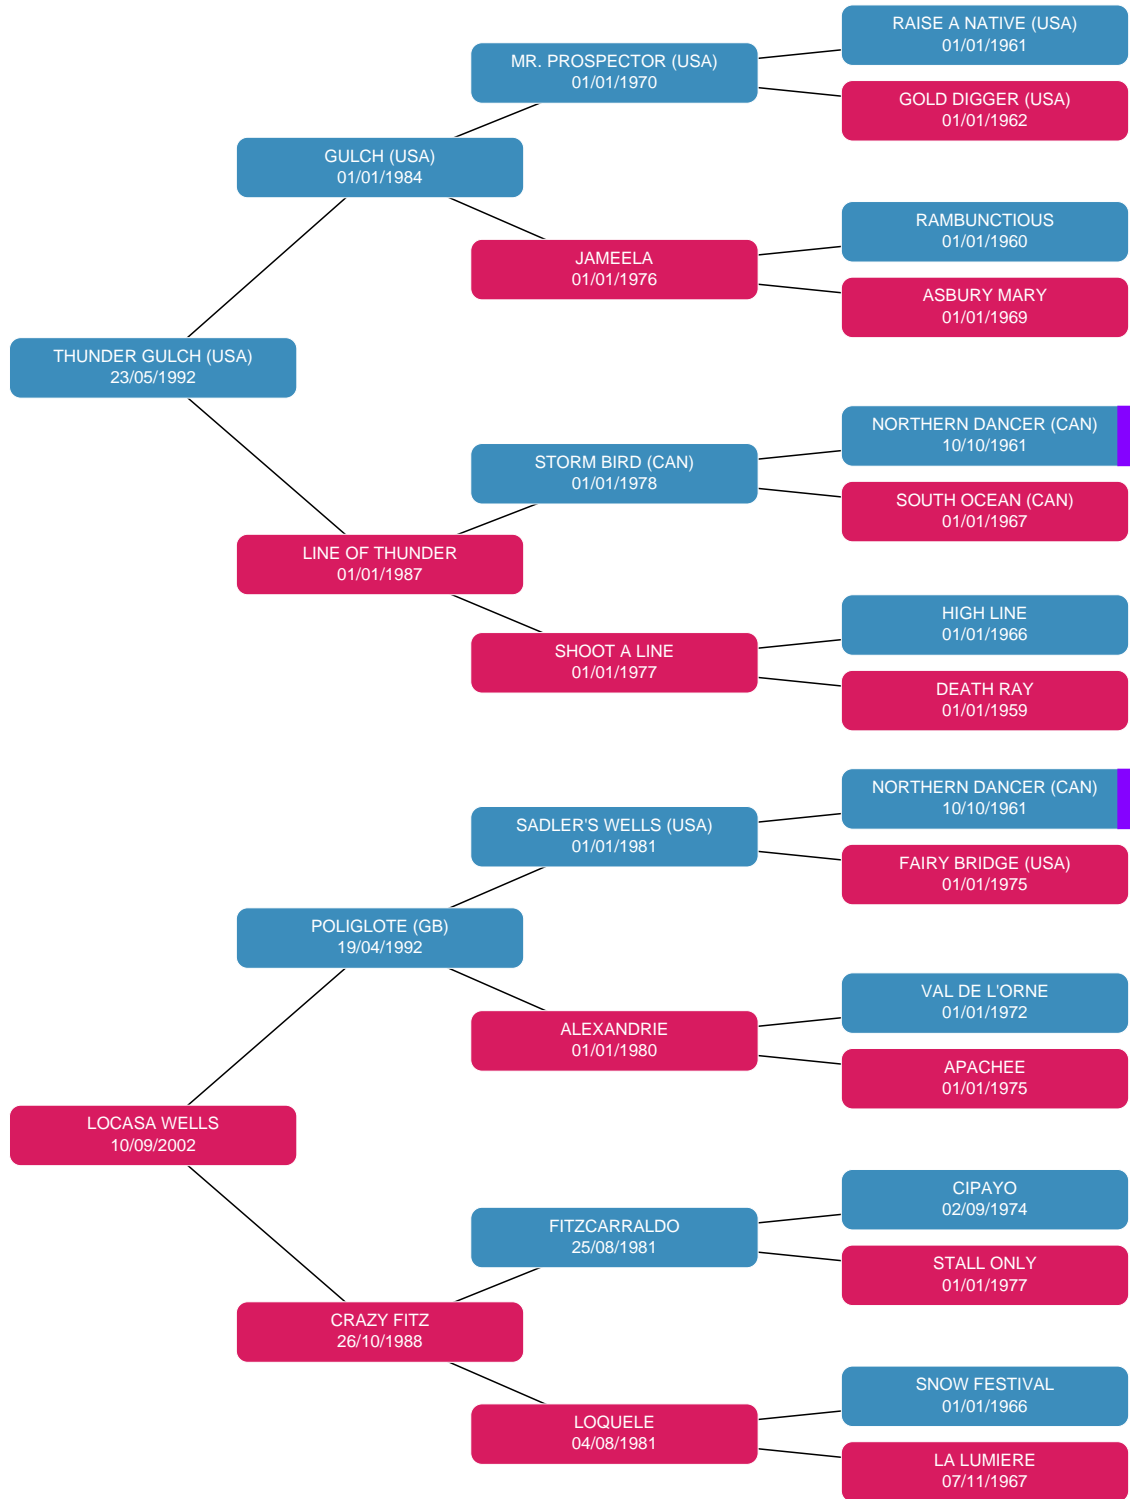 RAISE A NATIVE (USA)
01/01/1961
MR. PROSPECTOR (USA)
01/01/1970
GOLD DIGGER (USA)
01/01/1962
GULCH (USA)
01/01/1984
RAMBUNCTIOUS
01/01/1960
JAMEELA
01/01/1976
ASBURY MARY
01/01/1969
THUNDER GULCH (USA)
23/05/1992
NORTHERN DANCER (CAN)
10/10/1961
STORM BIRD (CAN)
01/01/1978
SOUTH OCEAN (CAN)
01/01/1967
LINE OF THUNDER
01/01/1987
HIGH LINE
01/01/1966
SHOOT A LINE
01/01/1977
DEATH RAY
01/01/1959
NORTHERN DANCER (CAN)
10/10/1961
SADLER'S WELLS (USA)
01/01/1981
FAIRY BRIDGE (USA)
01/01/1975
POLIGLOTE (GB)
19/04/1992
VAL DE L'ORNE
01/01/1972
ALEXANDRIE
01/01/1980
APACHEE
01/01/1975
LOCASA WELLS
10/09/2002
CIPAYO
02/09/1974
FITZCARRALDO
25/08/1981
STALL ONLY
01/01/1977
CRAZY FITZ
26/10/1988
SNOW FESTIVAL
01/01/1966
LOQUELE
04/08/1981
LA LUMIERE
07/11/1967